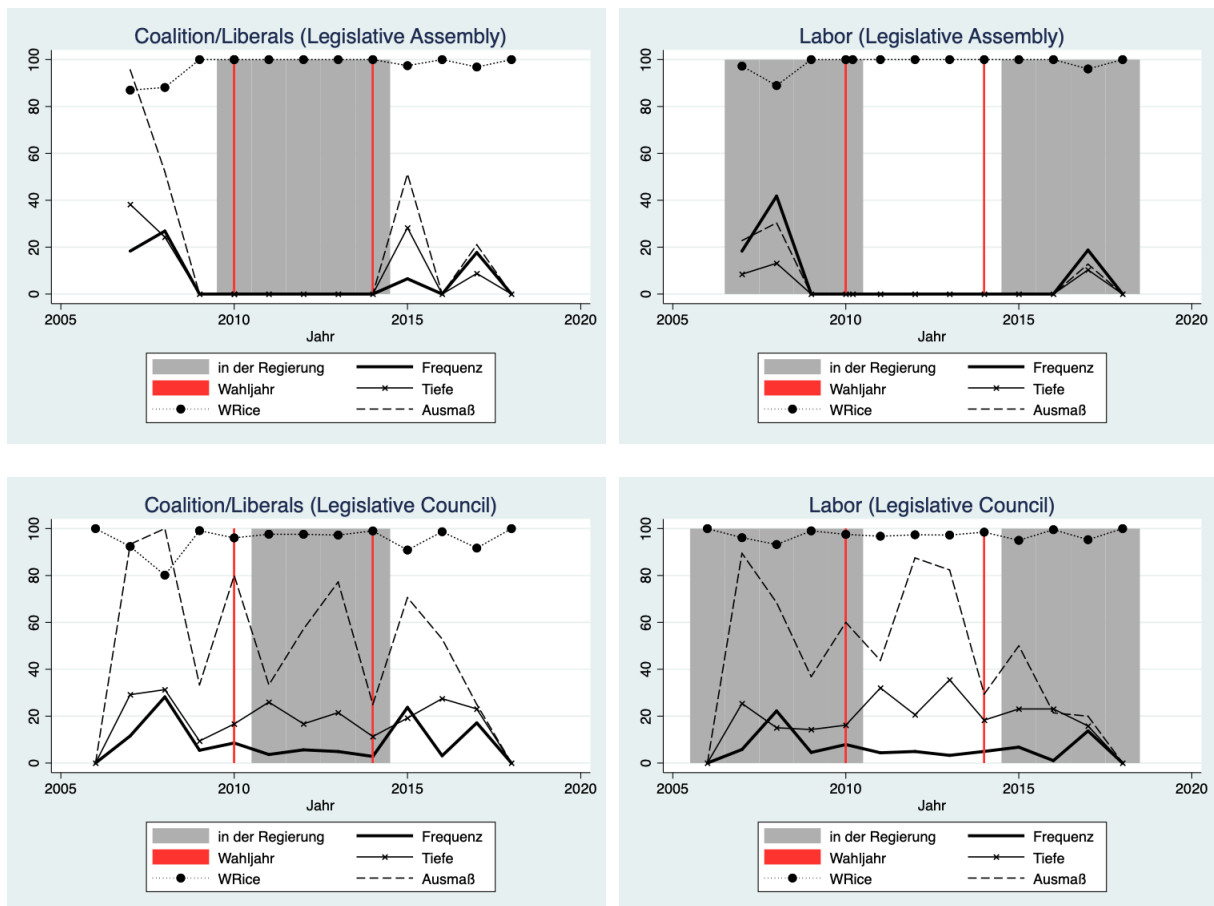 Coalition/Liberals (Legislative Assembly)
100
80
60
40
20
0
2005 2010 2015 2020
Jahr
in der Regierung Frequenz
Wahljahr Tiefe
WRice Ausmaß
Labor (Legislative Assembly)
100
80
60
40
20
0
2005 2010 2015 2020
Jahr
in der Regierung Frequenz
Wahljahr Tiefe
WRice Ausmaß
Coalition/Liberals (Legislative Council)
100
80
60
40
20
0
2005 2010 2015 2020
Jahr
in der Regierung Frequenz
Wahljahr Tiefe
WRice Ausmaß
Labor (Legislative Council)
100
80
60
40
20
0
2005 2010 2015 2020
Jahr
in der Regierung Frequenz
Wahljahr Tiefe
WRice Ausmaß